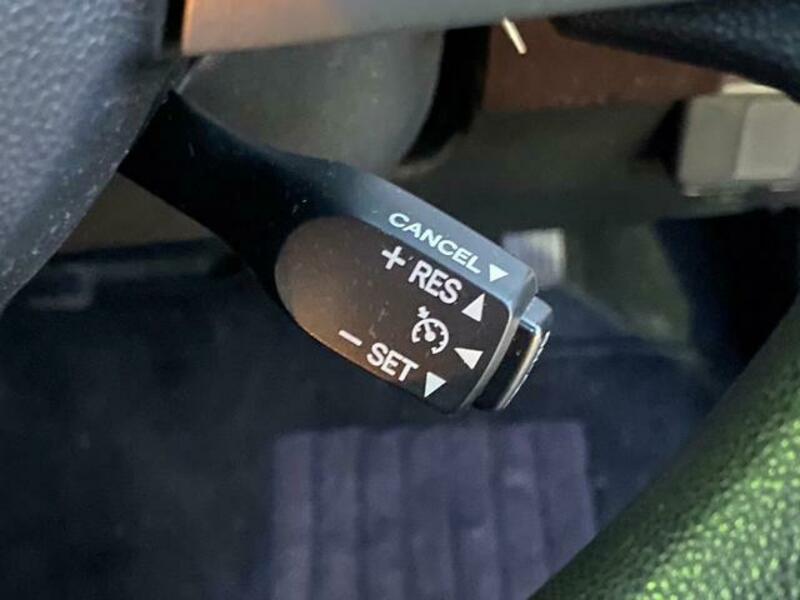 CANCEL ▼
+ RES ▲
◀
− SET ▼